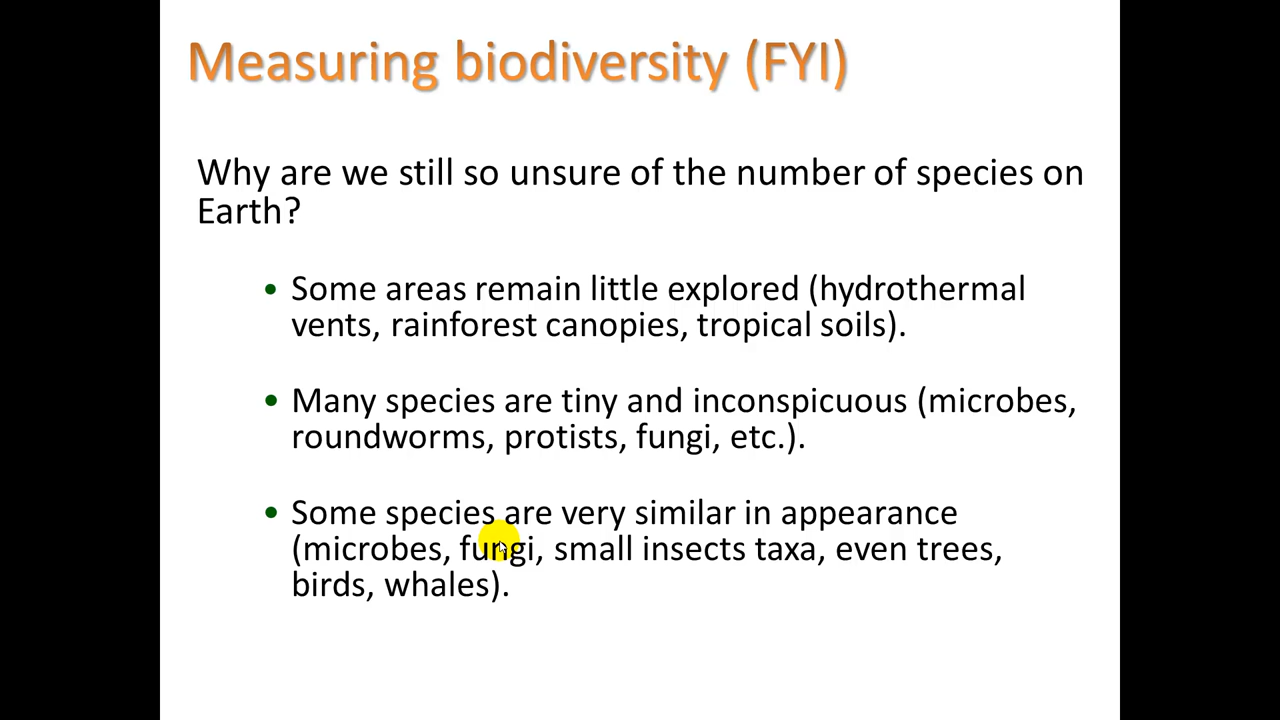 Measuring biodiversity (FYI)
Why are we still so unsure of the number of species on
Earth?
• Some areas remain little explored (hydrothermal
vents, rainforest canopies, tropical soils).
• Many species are tiny and inconspicuous (microbes,
roundworms, protists, fungi, etc.).
• Some species are very similar in appearance
(microbes, fungi, small insects taxa, even trees,
birds, whales).